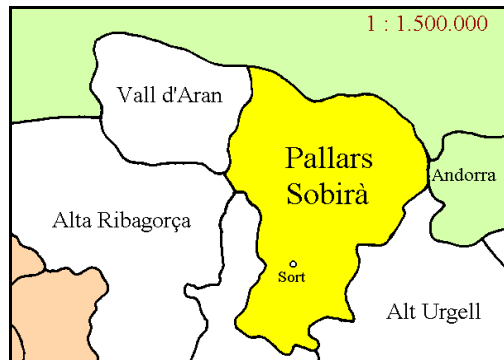 1 : 1.500.000
Vall d'Aran
Pallars
Sobirà
Andorra
Alta Ribagorça
Sort
Alt Urgell